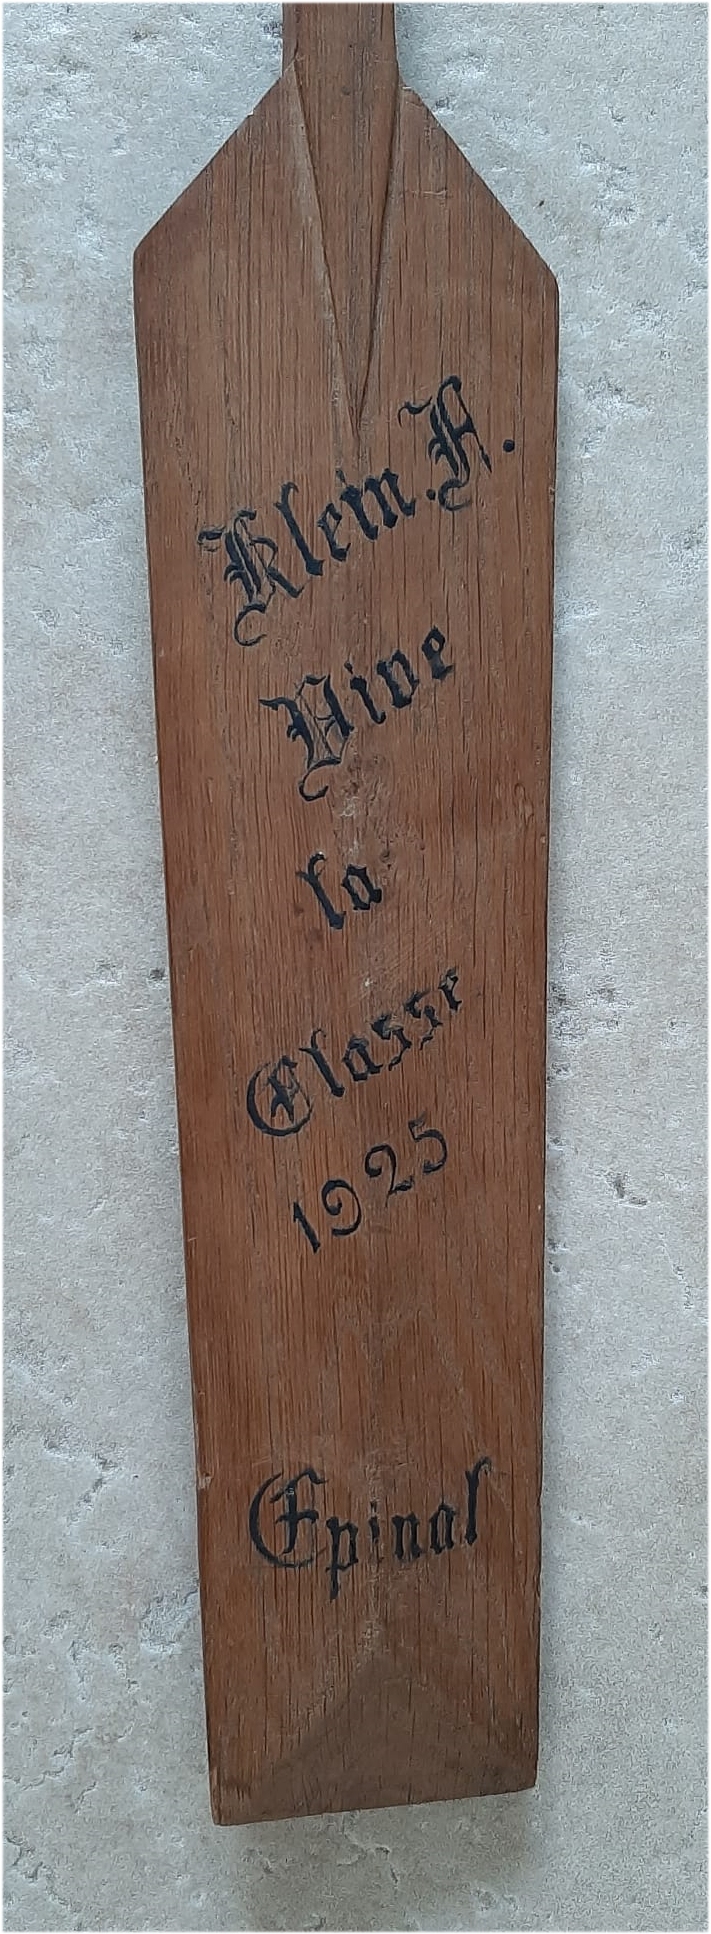 Klein.A.
Vive
la
Classe
1925
Epinal